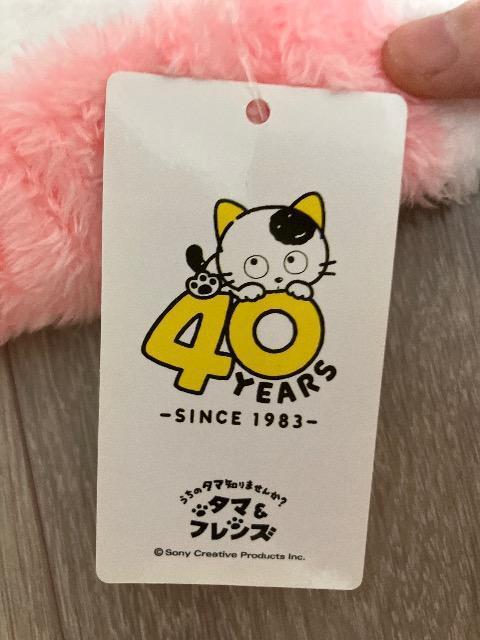 40
YEARS
-SINCE 1983-
うちのタマ知りませんか?
タマ&
フレンズ
© Sony Creative Products Inc.